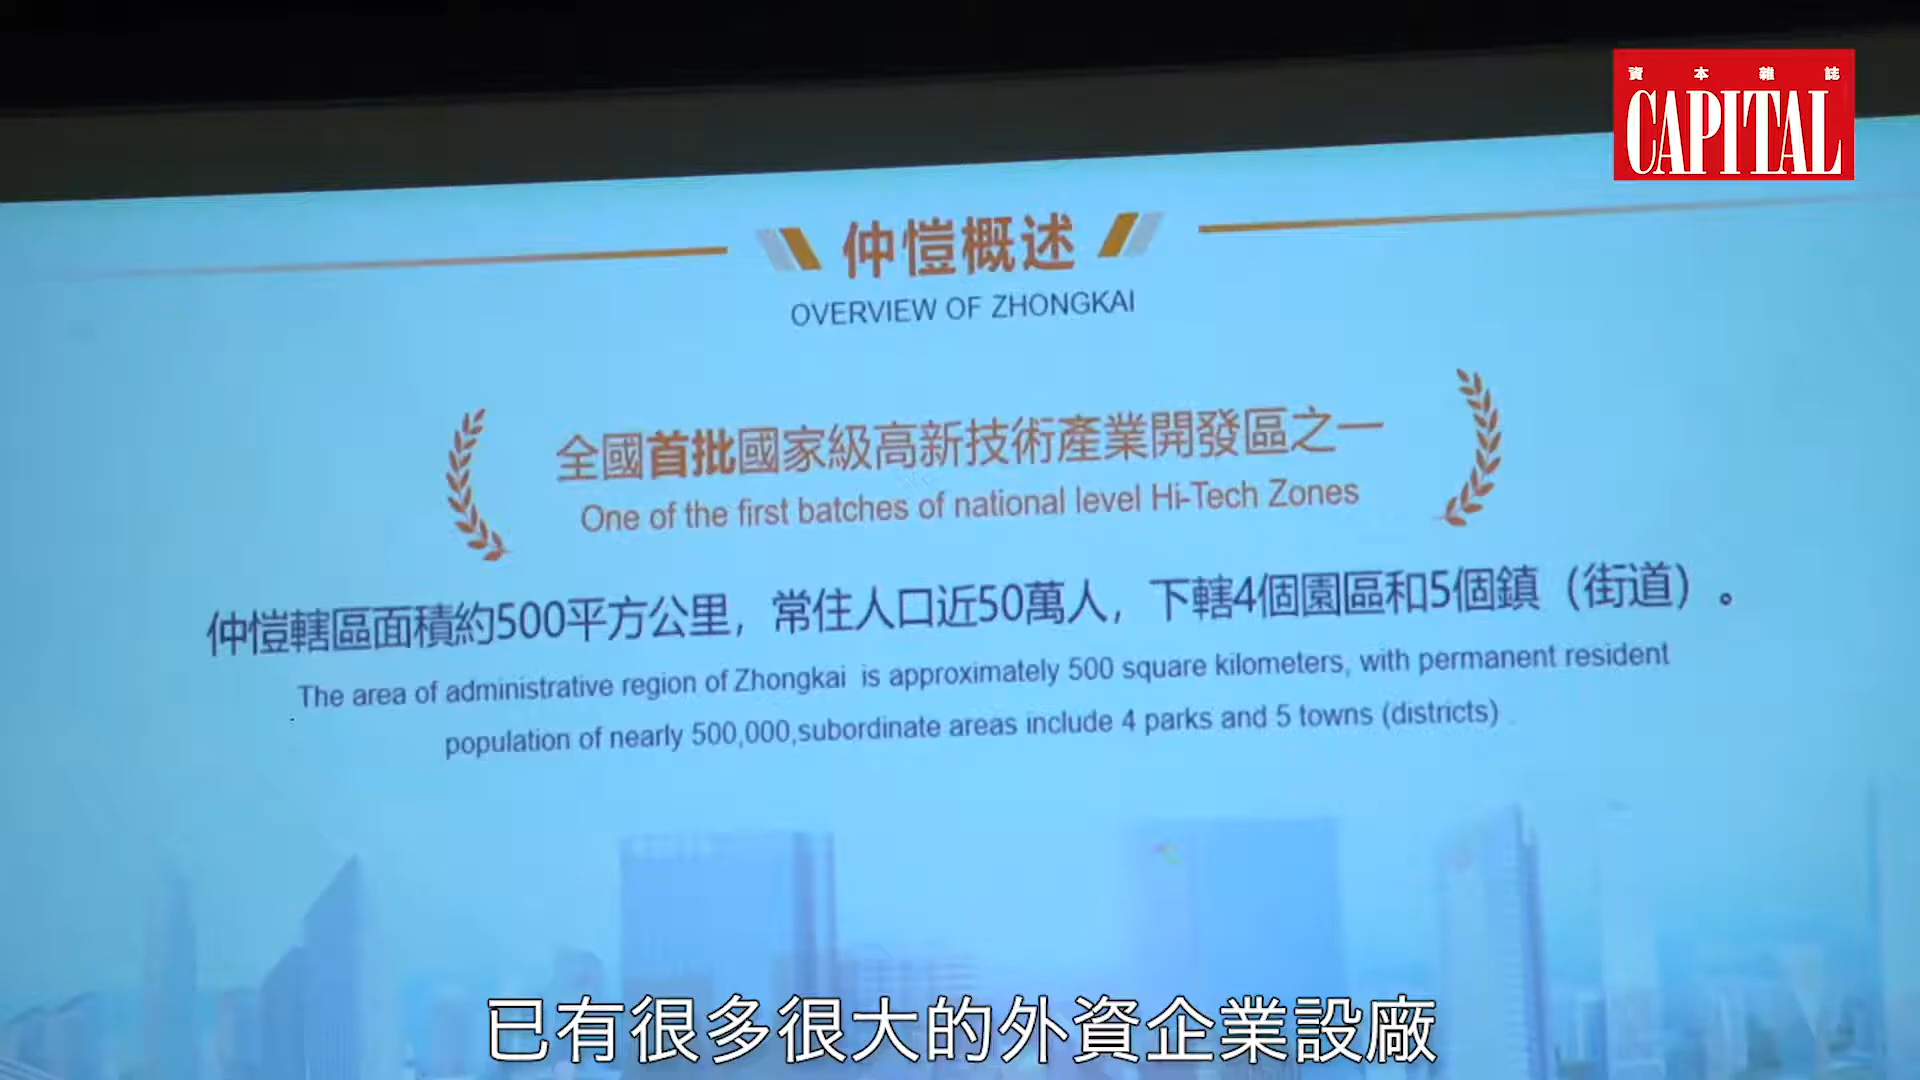 資本雜誌
CAPITAL
仲愷概述
OVERVIEW OF ZHONGKAI
全國首批國家級高新技術產業開發區之一
One of the first batches of national level Hi-Tech Zones
仲愷轄區面積約500平方公里，常住人口近50萬人，下轄4個園區和5個鎮（街道）。
The area of administrative region of Zhongkai is approximately 500 square kilometers, with permanent resident
population of nearly 500,000,subordinate areas include 4 parks and 5 towns (districts)
已有很多很大的外資企業設廠